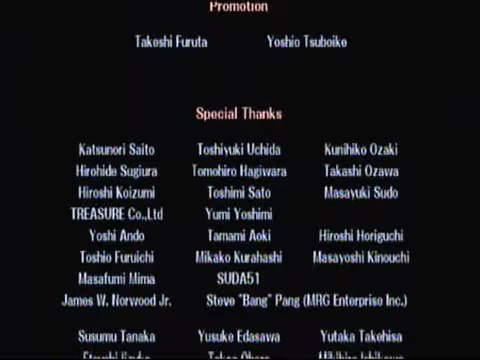 Promotion
Takeshi Furuta Yoshio Tsuboike
Special Thanks
Katsunori Saito Toshiyuki Uchida Kunihiko Ozaki
Hirohide Sugiura Tomohiro Hagiwara Takashi Ozawa
Hiroshi Koizumi Toshimi Sato Masayuki Sudo
TREASURE Co.,Ltd Yumi Yoshimi
Yoshi Ando Tamami Aoki Hiroshi Horiguchi
Toshio Furuichi Mikako Kurahashi Masayoshi Kinouchi
Masafumi Mima SUDA51
James W. Norwood Jr. Steve "Bang" Pang (MRG Enterprise Inc.)
Susumu Tanaka Yusuke Edasawa Yutaka Takehisa